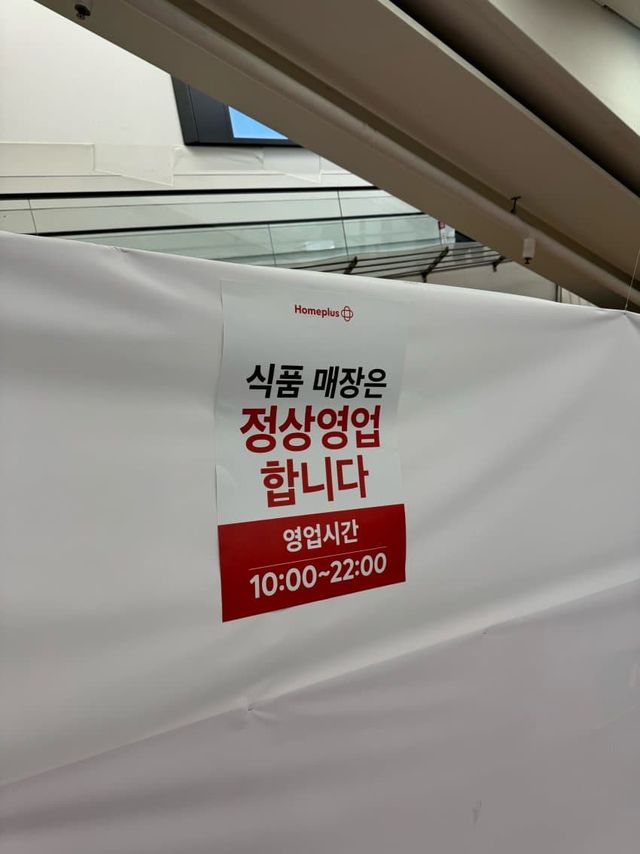 Homeplus
식품 매장은
정상영업
합니다
영업시간
10:00~22:00